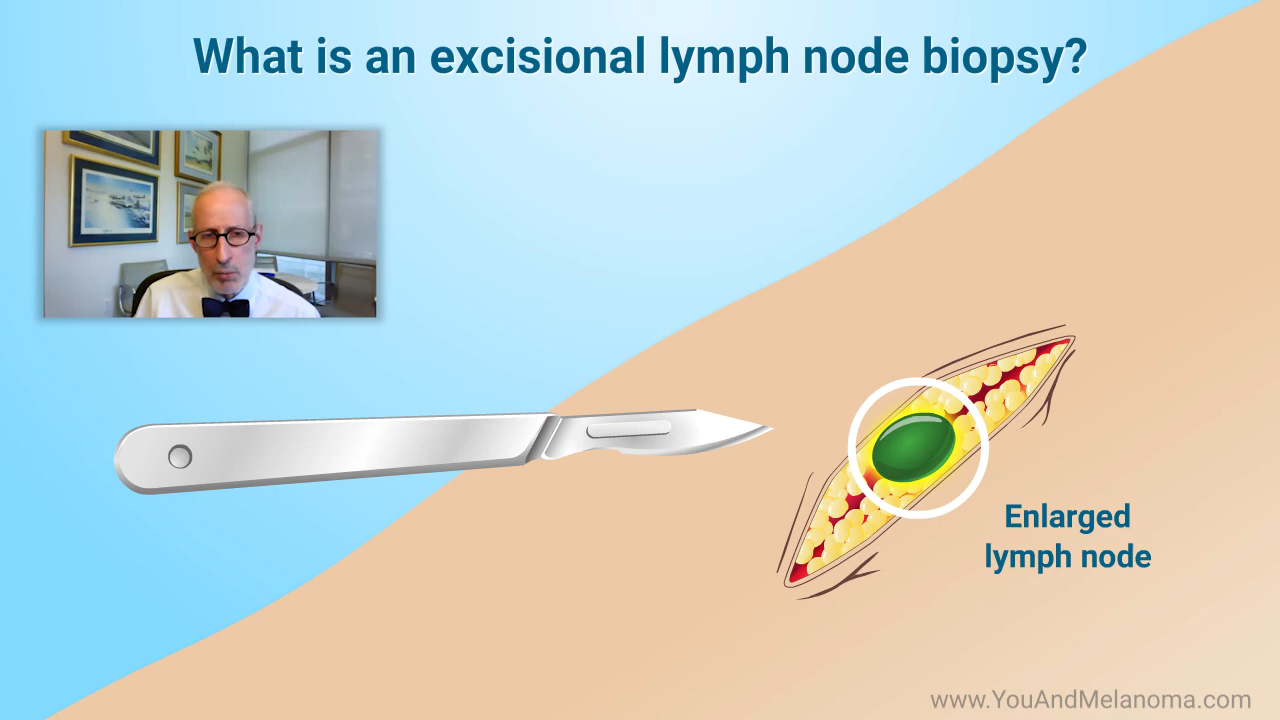 What is an excisional lymph node biopsy?
Enlarged
lymph node
www.YouAndMelanoma.com